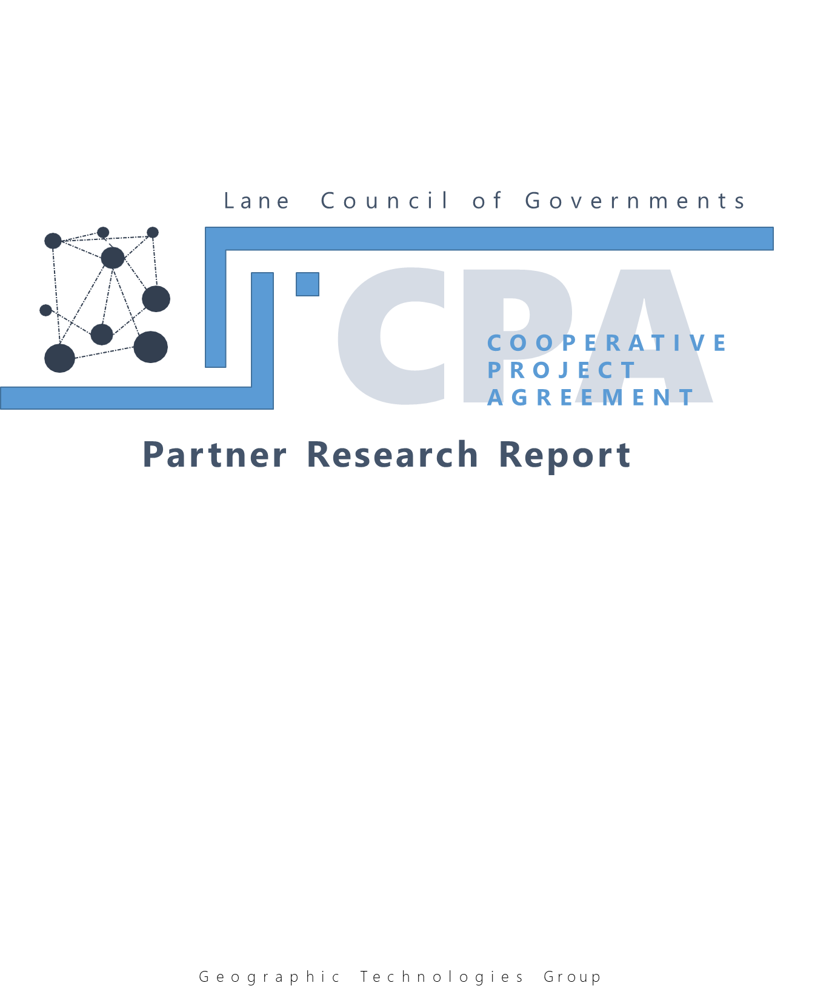 Lane Council of Governments
CPA
COOPERATIVE
PROJECT
AGREEMENT
Partner Research Report
Geographic Technologies Group